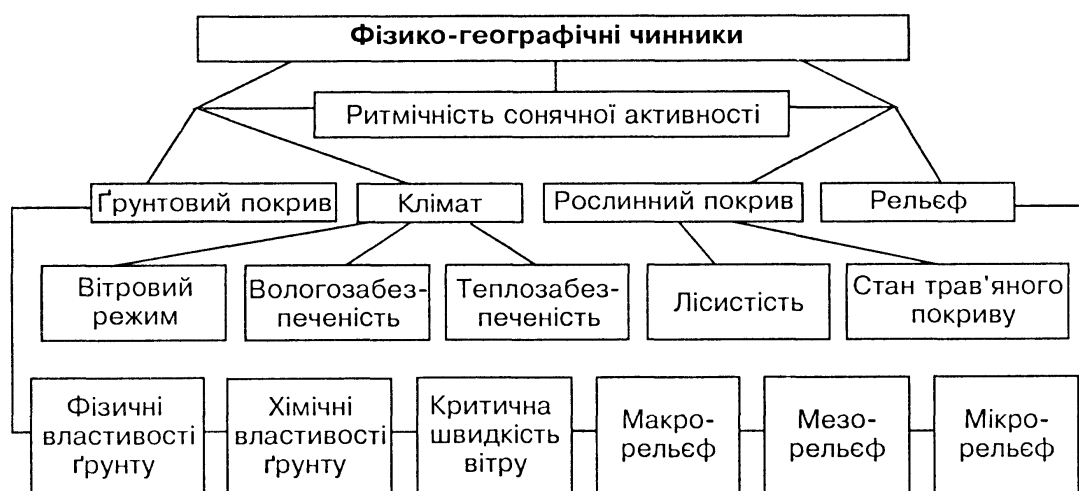 Фізико-географічні чинники
Ритмічність сонячної активності
Ґрунтовий покрив
Клімат
Рослинний покрив
Рельєф
Вітровий
режим
Вологозабез-
печеність
Теплозабез-
печеність
Лісистість
Стан трав'яного
покриву
Фізичні
властивості
ґрунту
Хімічні
властивості
ґрунту
Критична
швидкість
вітру
Макро-
рельєф
Мезо-
рельєф
Мікро-
рельєф